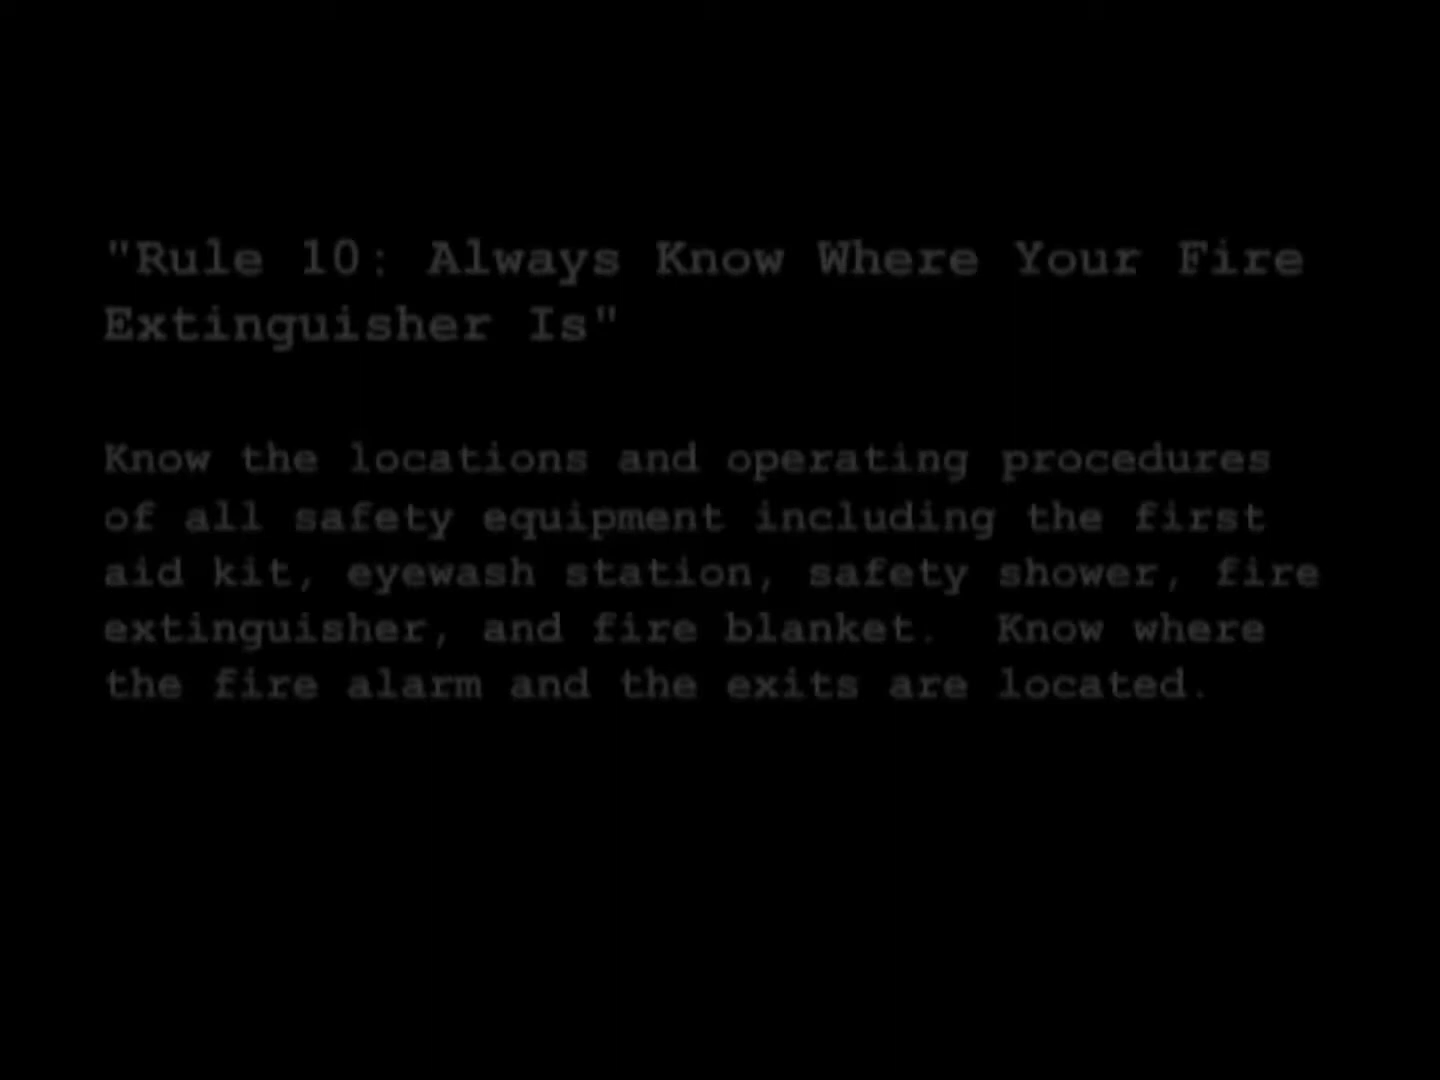 "Rule 10: Always Know Where Your Fire
Extinguisher Is"
Know the locations and operating procedures
of all safety equipment including the first
aid kit, eyewash station, safety shower, fire
extinguisher, and fire blanket.  Know where
the fire alarm and the exits are located.